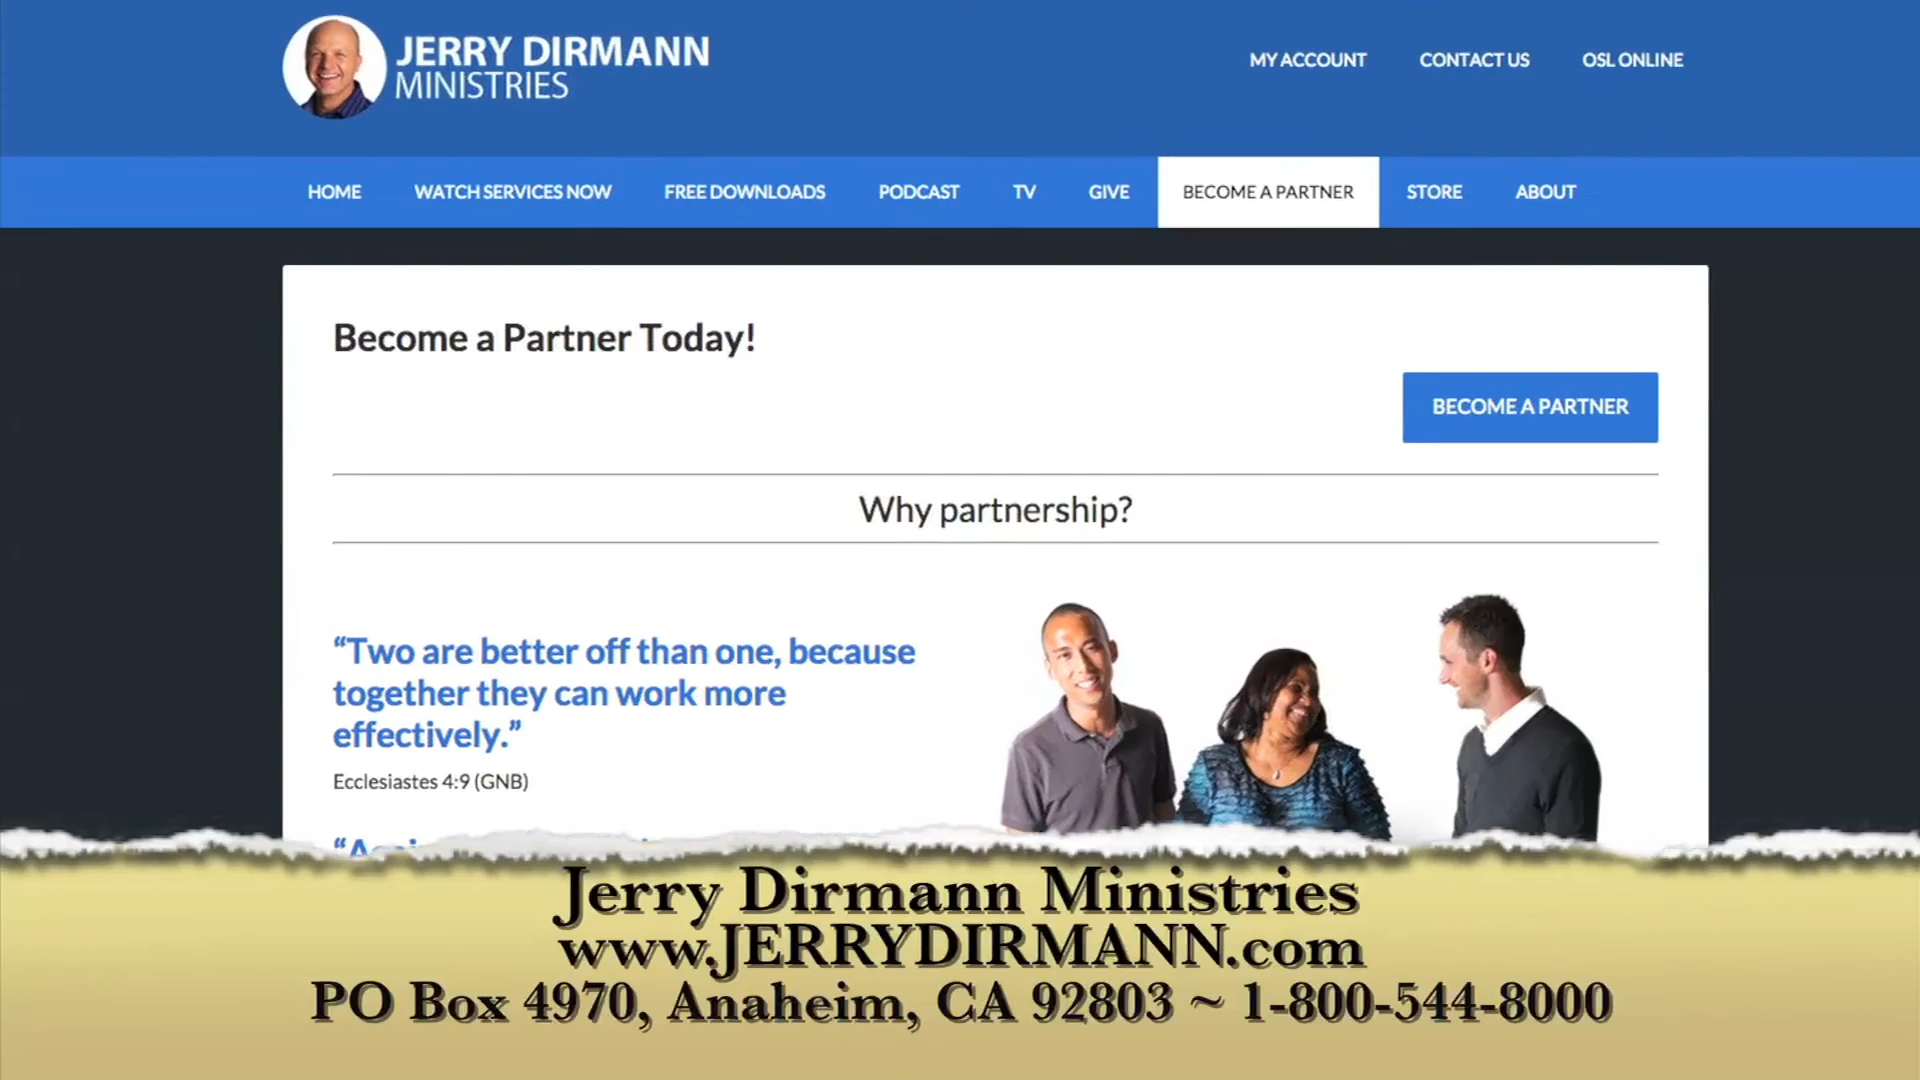 JERRY DIRMANN
MINISTRIES
MY ACCOUNT CONTACT US OSL ONLINE
HOME WATCH SERVICES NOW FREE DOWNLOADS PODCAST TV GIVE BECOME A PARTNER STORE ABOUT
Become a Partner Today!
BECOME A PARTNER
Why partnership?
“Two are better off than one, because
together they can work more
effectively.”
Ecclesiastes 4:9 (GNB)
Jerry Dirmann Ministries
www.JERRYDIRMANN.com
PO Box 4970, Anaheim, CA 92803 ~ 1-800-544-8000